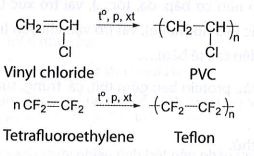 CH2=CH t°, p, xt (CH2–CH)n
Cl Cl
Vinyl chloride PVC
n CF2=CF2 t°, p, xt (CF2–CF2)n
Tetrafluoroethylene Teflon